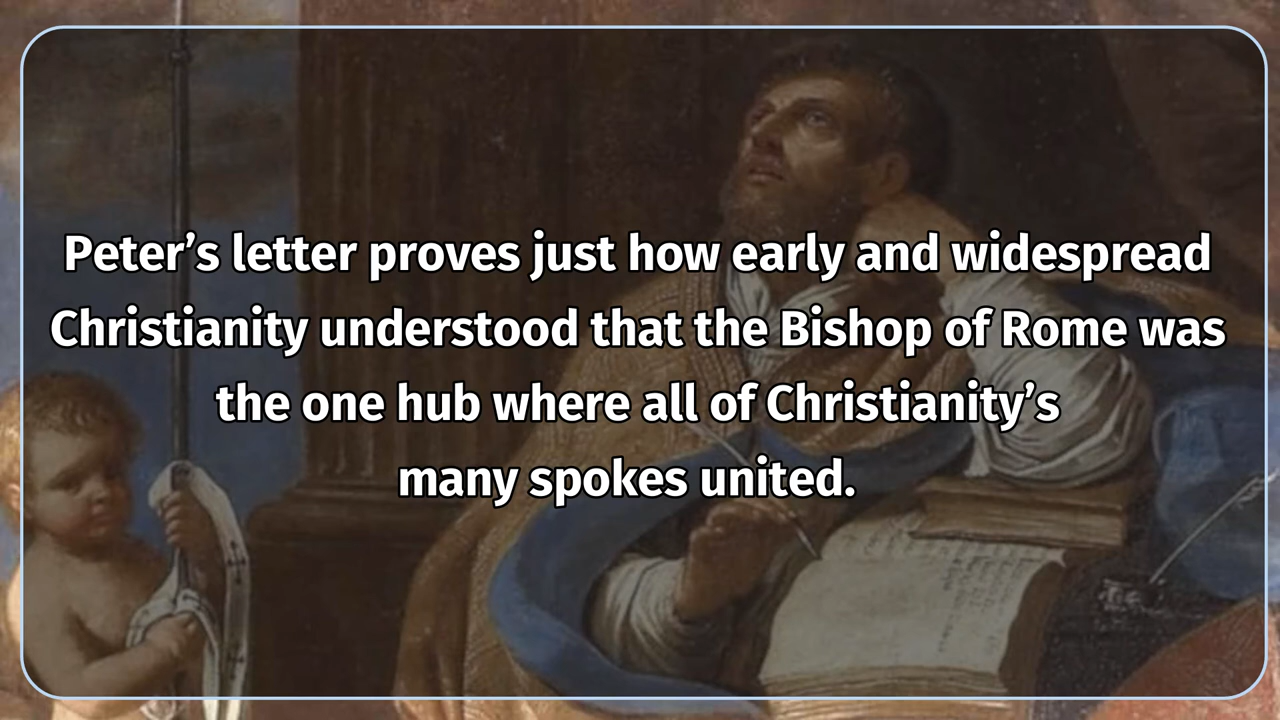 Peter’s letter proves just how early and widespread
Christianity understood that the Bishop of Rome was
the one hub where all of Christianity’s
many spokes united.